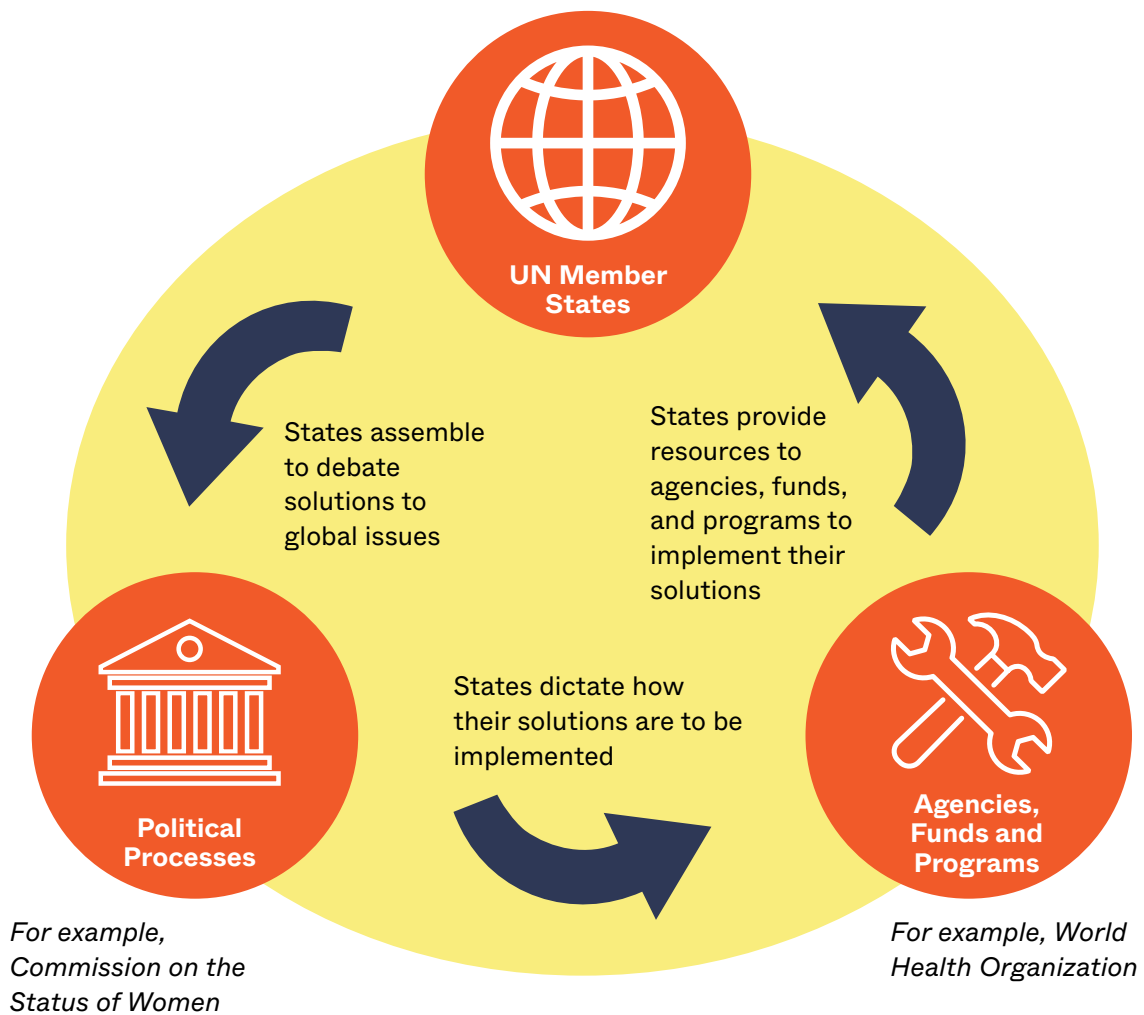 UN Member
States
States assemble
to debate
solutions to
global issues
States provide
resources to
agencies, funds,
and programs to
implement their
solutions
States dictate how
their solutions are to be
implemented
Political
Processes
Agencies,
Funds and
Programs
For example,
Commission on the
Status of Women
For example, World
Health Organization